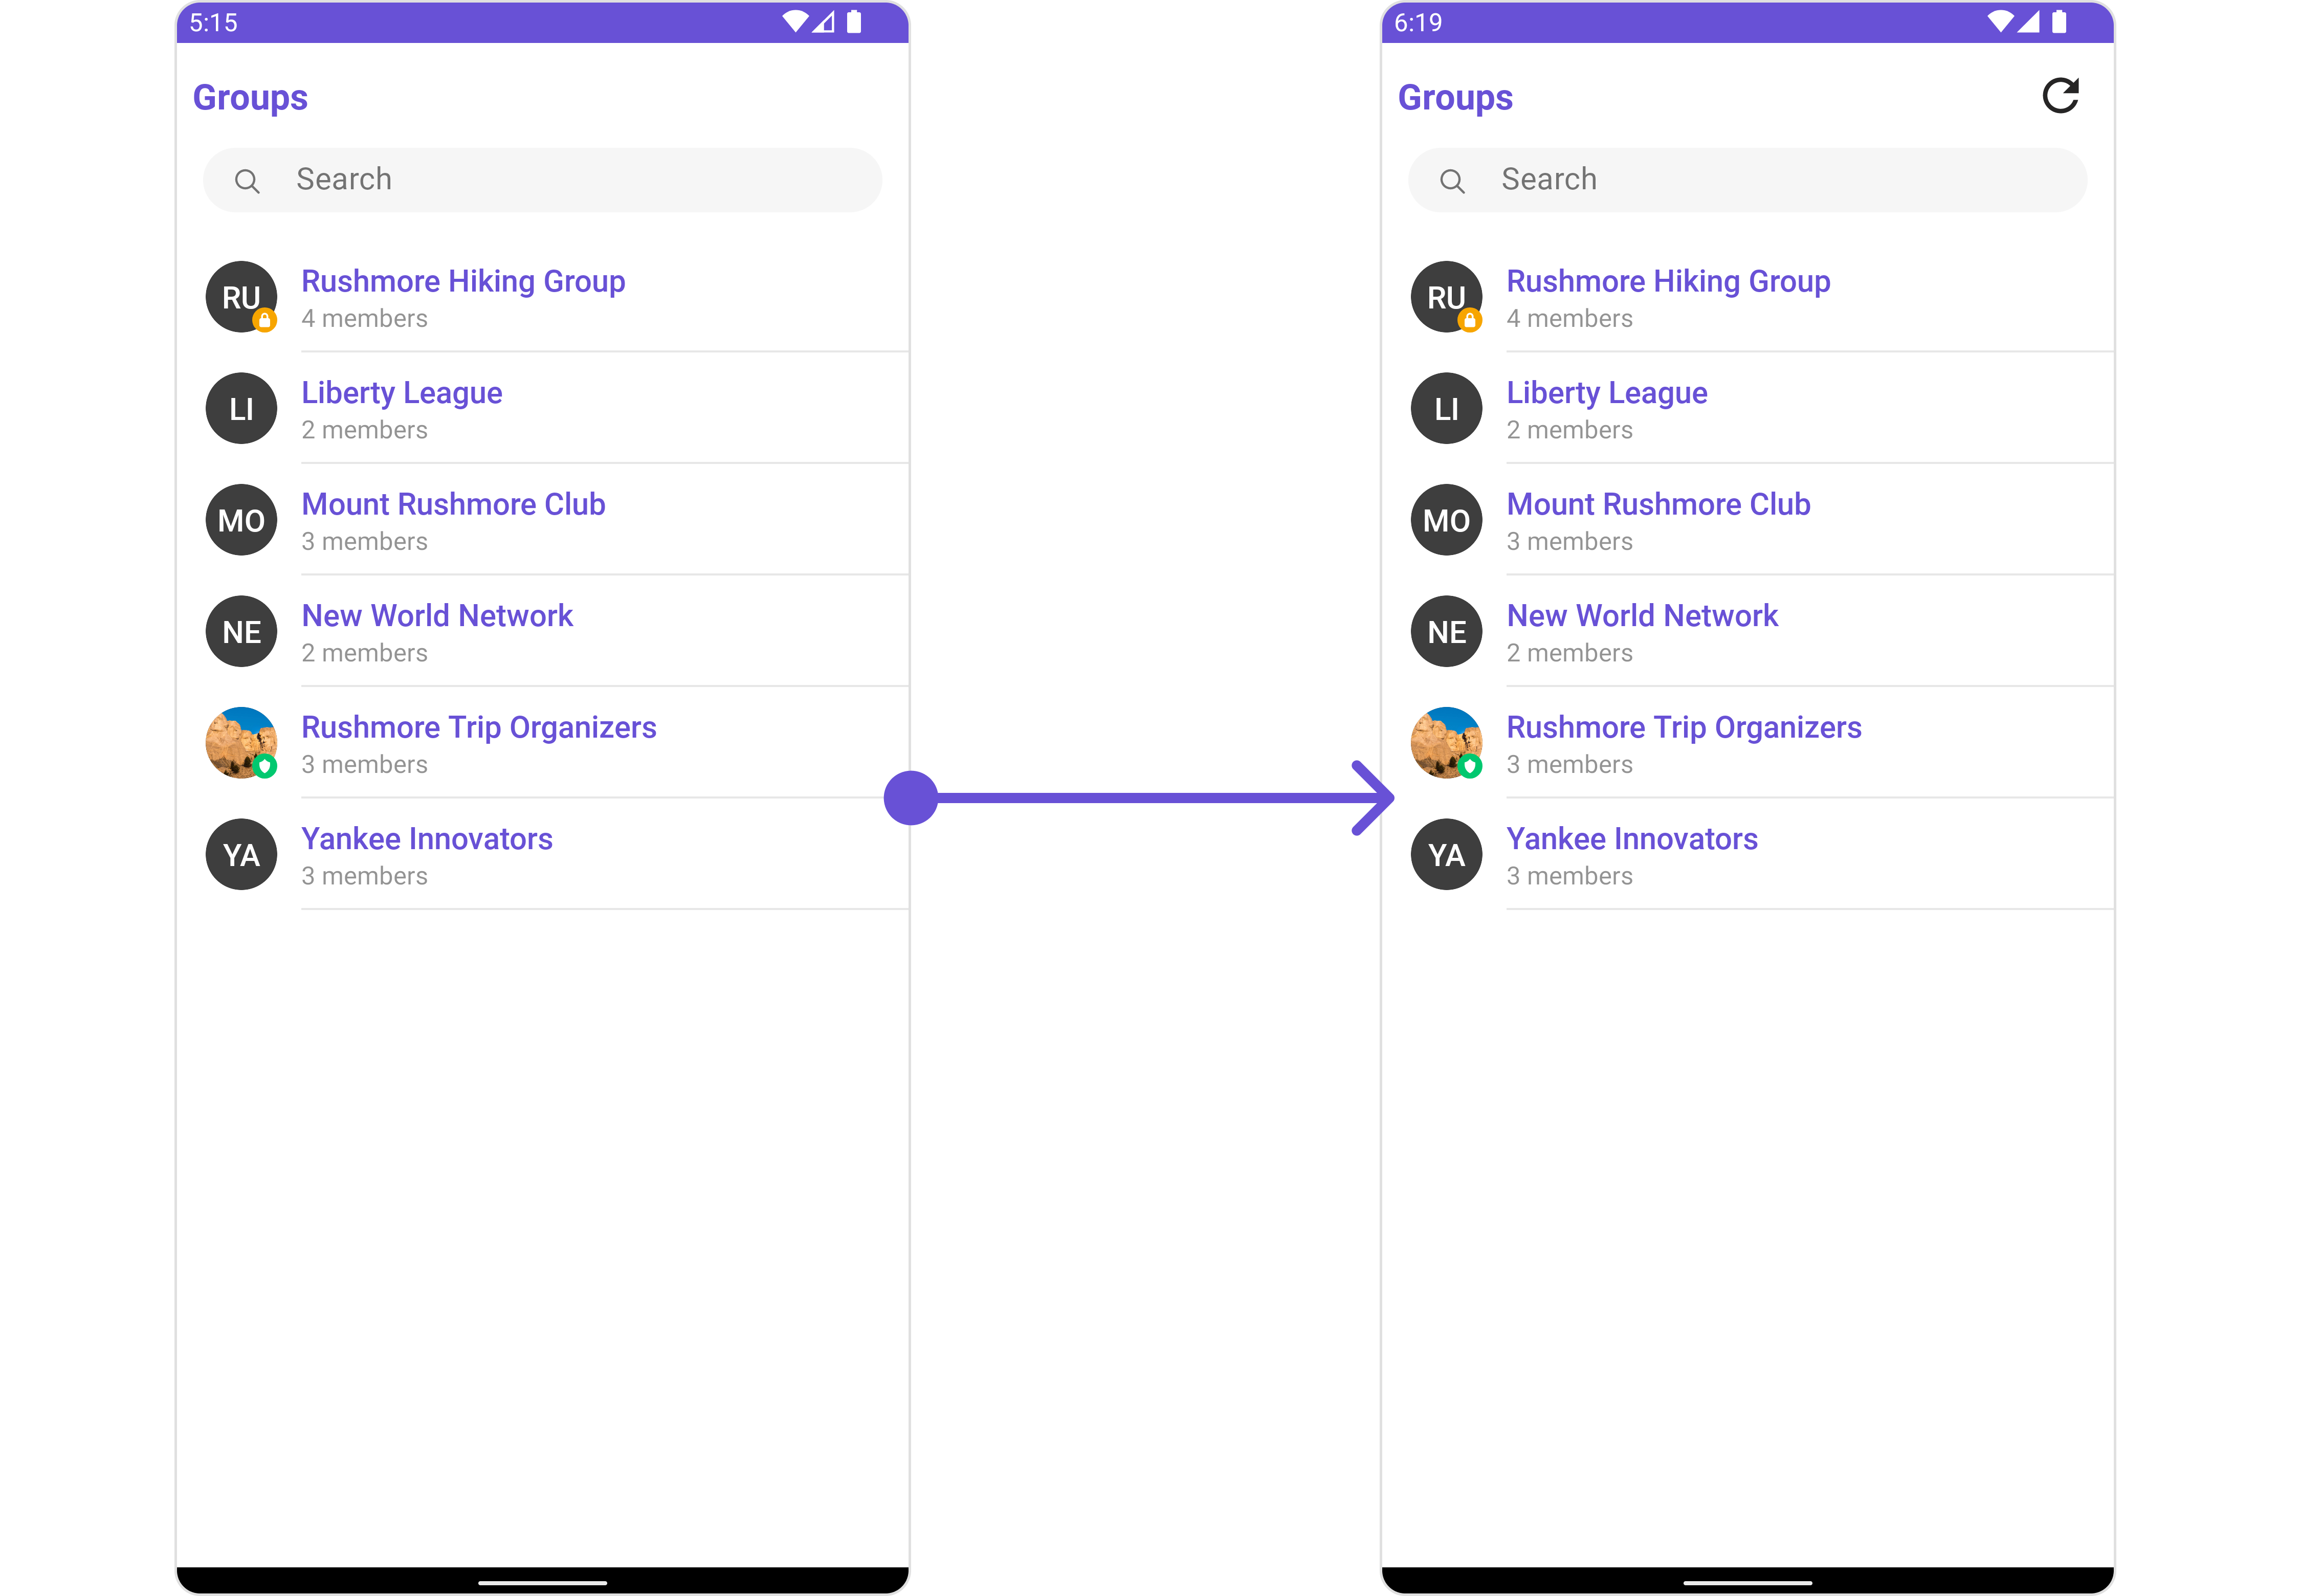 5:15
Groups
Search
RU
Rushmore Hiking Group
4 members
LI
Liberty League
2 members
MO
Mount Rushmore Club
3 members
NE
New World Network
2 members
Rushmore Trip Organizers
3 members
YA
Yankee Innovators
3 members
6:19
Groups
Search
RU
Rushmore Hiking Group
4 members
LI
Liberty League
2 members
MO
Mount Rushmore Club
3 members
NE
New World Network
2 members
Rushmore Trip Organizers
3 members
YA
Yankee Innovators
3 members